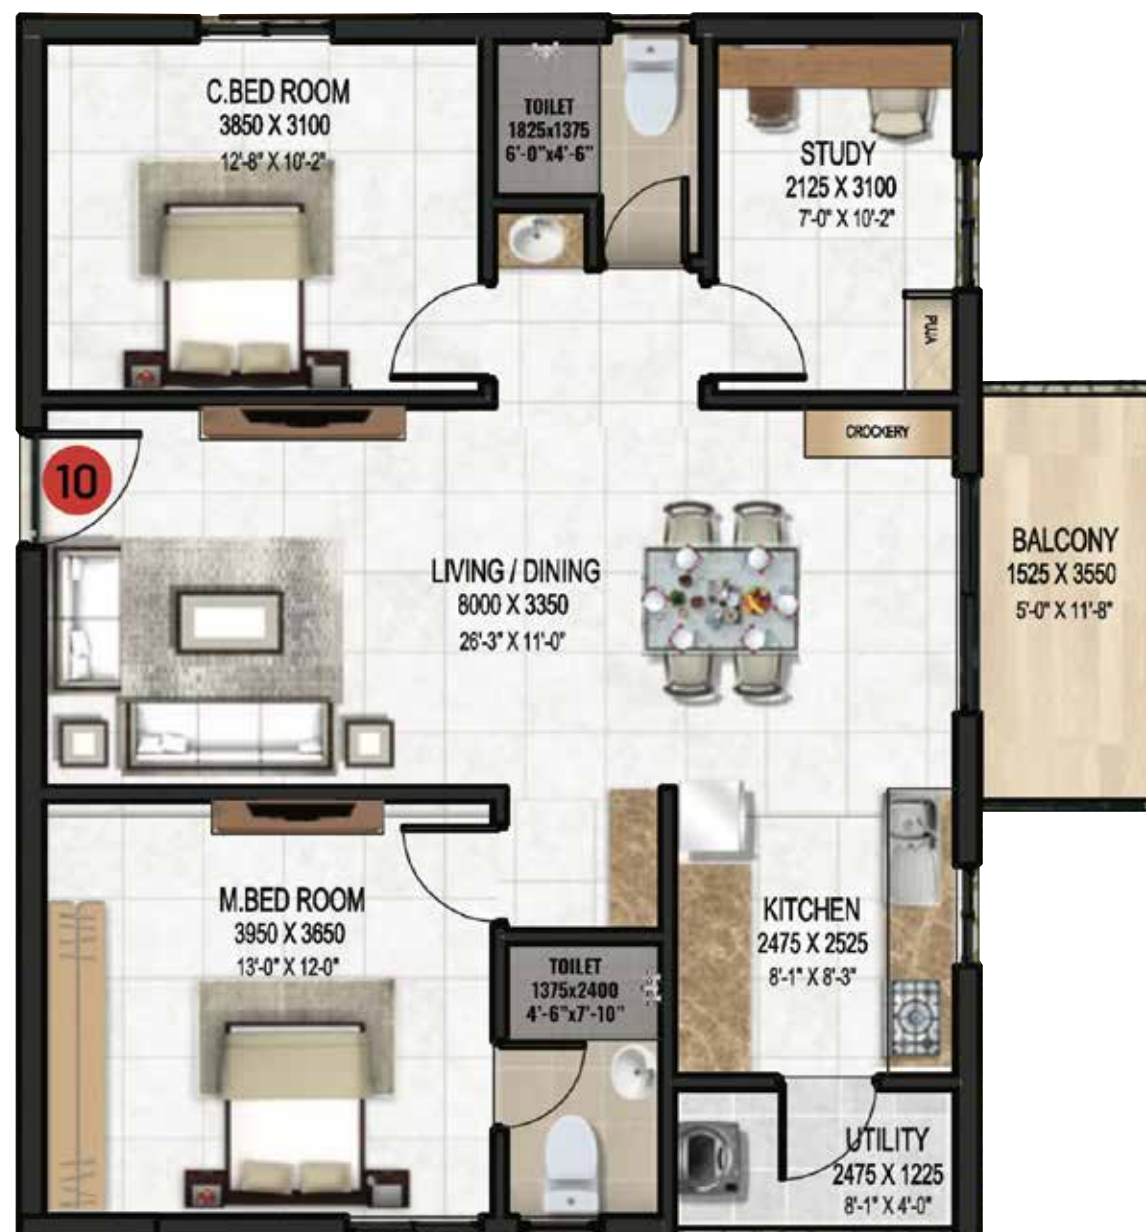 C.BED ROOM
3850 X 3100
12'-8" X 10'-2"
TOILET
1825x1375
6'-0"x4'-6"
STUDY
2125 X 3100
7'-0" X 10'-2"
PUJA
CROCKERY
10
LIVING / DINING
8000 X 3350
26'-3" X 11'-0"
BALCONY
1525 X 3550
5'-0" X 11'-8"
M.BED ROOM
3950 X 3650
13'-0" X 12'-0"
TOILET
1375x2400
4'-6"x7'-10"
KITCHEN
2475 X 2525
8'-1" X 8'-3"
UTILITY
2475 X 1225
8'-1" X 4'-0"